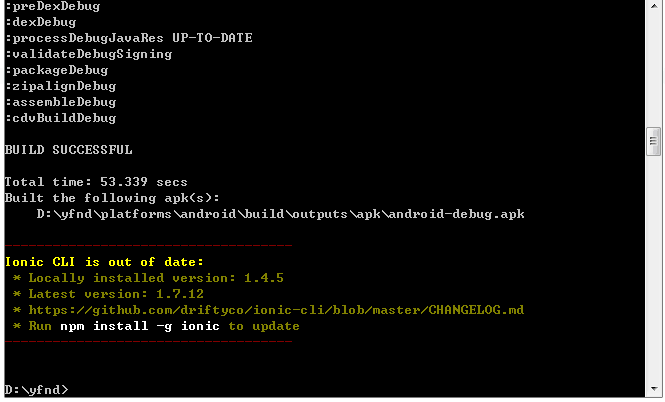 :preDexDebug
:dexDebug
:processDebugJavaRes UP-TO-DATE
:validateDebugSigning
:packageDebug
:zipalignDebug
:assembleDebug
:cdvBuildDebug
BUILD SUCCESSFUL
Total time: 53.339 secs
Built the following apk(s):
D:\yfnd\platforms\android\build\outputs\apk\android-debug.apk
Ionic CLI is out of date:
* Locally installed version: 1.4.5
* Latest version: 1.7.12
* https://github.com/driftyco/ionic-cli/blob/master/CHANGELOG.md
* Run npm install -g ionic to update
D:\yfnd>